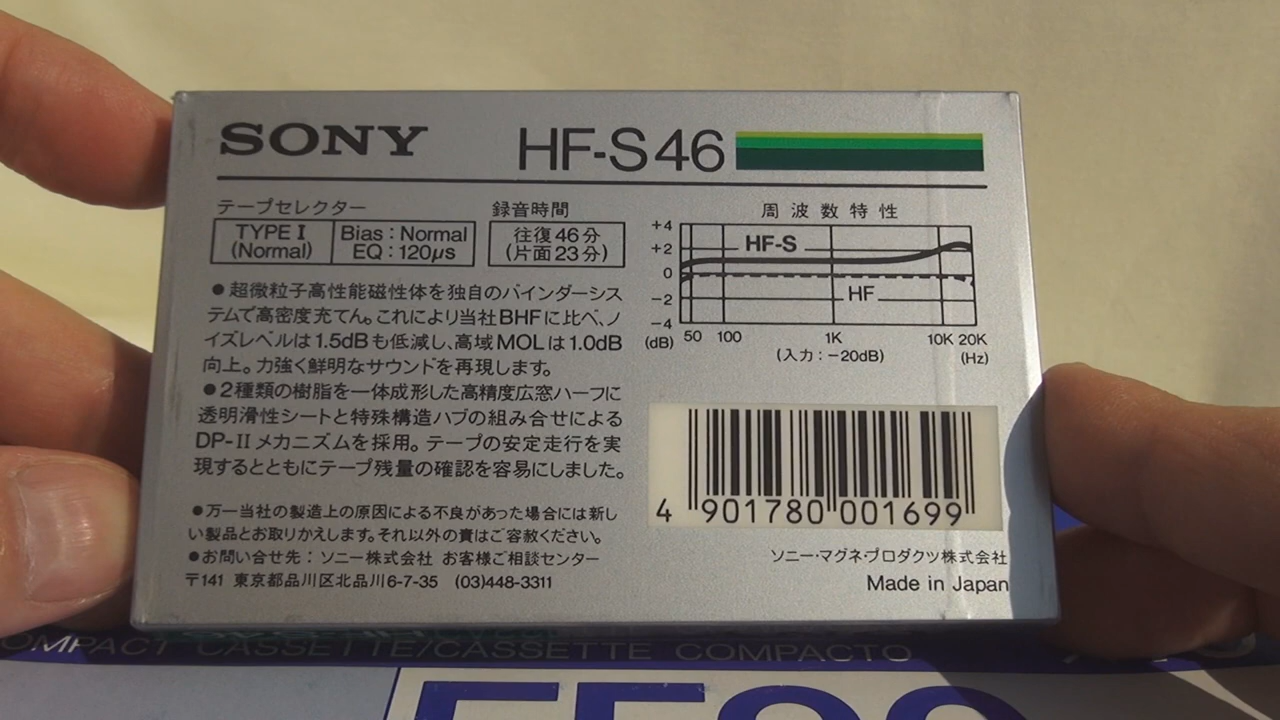 SONY HF-S46
テープセレクター
TYPE I (Normal)
Bias : Normal
EQ : 120μs
録音時間
往復46分
(片面23分)
●超微粒子高性能磁性体を独自のバインダーシス
テムで高密度充てん。これにより当社BHFに比べ、ノ
イズレベルは1.5dBも低減し、高域MOLは1.0dB
向上。力強く鮮明なサウンドを再現します。
●2種類の樹脂を一体成形した高精度広窓ハーフに
透明滑性シートと特殊構造ハブの組み合せによる
DP-II メカニズムを採用。テープの安定走行を実
現するとともにテープ残量の確認を容易にしました。
●万一当社の製造上の原因による不良があった場合には新し
い製品とお取りかえします。それ以外の責はご容赦ください。
●お問い合せ先：ソニー株式会社 お客様ご相談センター
〒141 東京都品川区北品川6-7-35 (03)448-3311
周波数特性
+4
+2
0
−2
−4
(dB)
HF-S
HF
50 100 1K 10K 20K
(入力：−20dB) (Hz)
4 901780 001699
ソニー・マグネ・プロダクツ株式会社
Made in Japan
COMPACT CASSETTE/CASSETTE COMPACTO